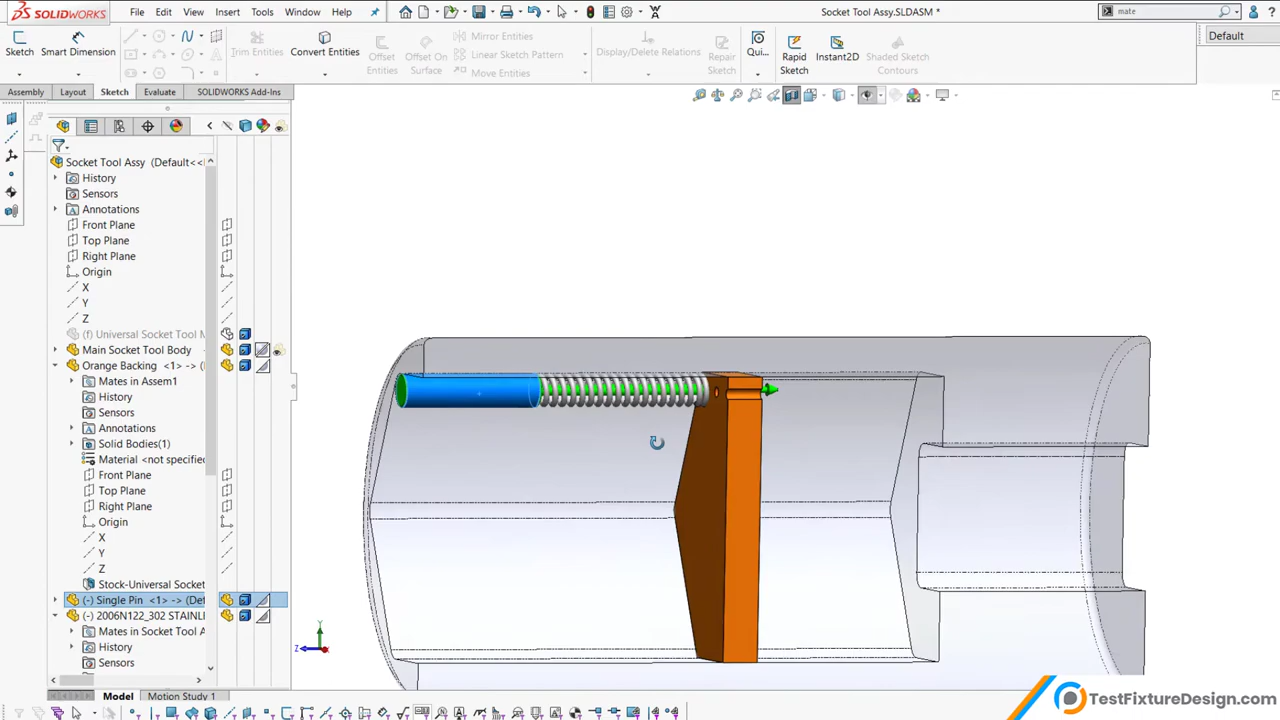 SOLIDWORKS File Edit View Insert Tools Window Help Socket Tool Assy.SLDASM * mate
Sketch Smart Dimension Trim Entities Convert Entities Offset Entities Offset On Surface Mirror Entities Linear Sketch Pattern Move Entities Display/Delete Relations Repair Sketch Qui... Rapid Sketch Instant2D Shaded Sketch Contours Default
Assembly Layout Sketch Evaluate SOLIDWORKS Add-Ins
Socket Tool Assy (Default<<
History
Sensors
Annotations
Front Plane
Top Plane
Right Plane
Origin
X
Y
Z
(f) Universal Socket Tool M
Main Socket Tool Body
Orange Backing <1> ->
Mates in Assem1
History
Sensors
Annotations
Solid Bodies(1)
Material <not specified
Front Plane
Top Plane
Right Plane
Origin
X
Y
Z
Stock-Universal Socket
(-) Single Pin <1> -> (Def
(-) 2006N122_302 STAINLE
Mates in Socket Tool A
History
Sensors
Y
Z
Model Motion Study 1
TestFixtureDesign.com